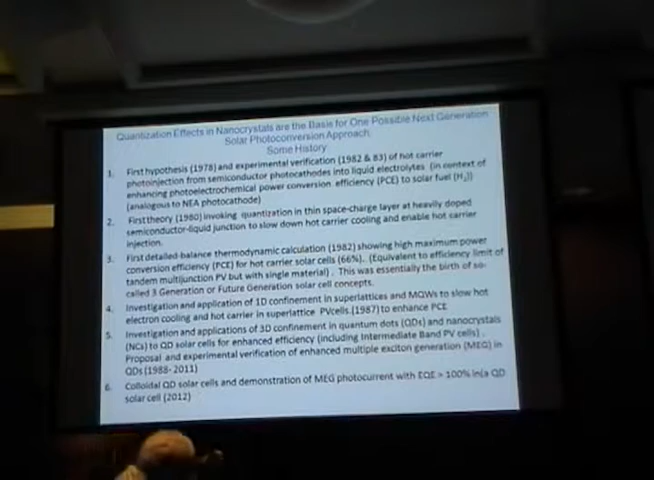 Quantization Effects in Nanocrystals are the Basis for One Possible Next Generation
Solar Photoconversion Approach:
Some History
1. First hypothesis (1978) and experimental verification (1982 & 83) of hot carrier
photoinjection from semiconductor photocathodes into liquid electrolytes (in context of
enhancing photoelectrochemical power conversion efficiency (PCE) to solar fuel (H2))
(analogous to NEA photocathode)
2. First theory (1980) invoking quantization in thin space-charge layer at heavily doped
semiconductor-liquid junction to slow down hot carrier cooling and enable hot carrier
injection.
3. First detailed-balance thermodynamic calculation (1982) showing high maximum power
conversion efficiency (PCE) for hot carrier solar cells (66%). (Equivalent to efficiency limit of
tandem multijunction PV but with single material). This was essentially the birth of so-
called 3 Generation or Future Generation solar cell concepts.
4. Investigation and application of 1D confinement in superlattices and MQWs to slow hot
electron cooling and hot carrier in superlattice PVcells.(1987) to enhance PCE
5. Investigation and applications of 3D confinement in quantum dots (QDs) and nanocrystals
(NCs) to QD solar cells for enhanced efficiency (including Intermediate Band PV cells) .
Proposal and experimental verification of enhanced multiple exciton generation (MEG) in
QDs (1988- 2011)
6. Colloidal QD solar cells and demonstration of MEG photocurrent with EQE > 100% in(a QD
solar cell (2012)